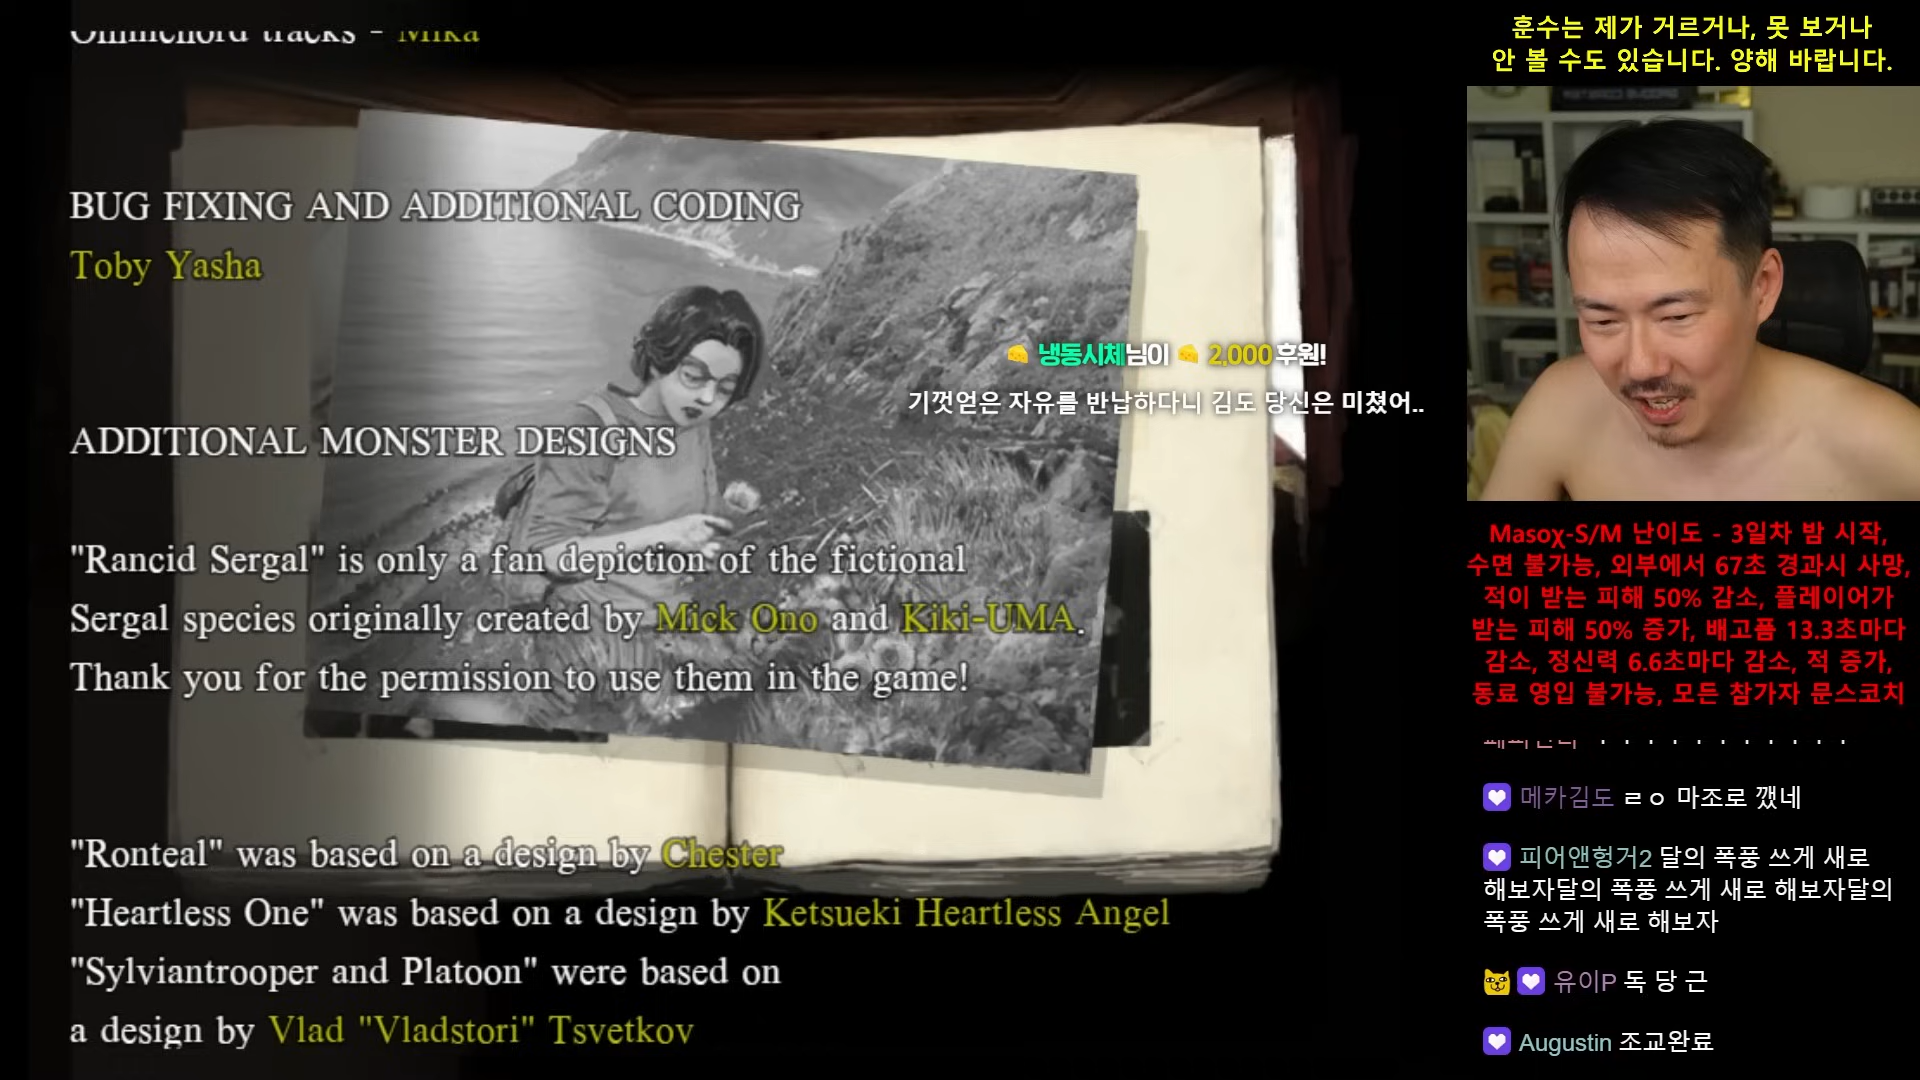 Omnichord tracks - Mika
BUG FIXING AND ADDITIONAL CODING
Toby Yasha
ADDITIONAL MONSTER DESIGNS
"Rancid Sergal" is only a fan depiction of the fictional
Sergal species originally created by Mick Ono and Kiki-UMA.
Thank you for the permission to use them in the game!
"Ronteal" was based on a design by Chester
"Heartless One" was based on a design by Ketsueki Heartless Angel
"Sylviantrooper and Platoon" were based on
a design by Vlad "Vladstori" Tsvetkov
냉동시체님이 2,000후원!
기껏얻은 자유를 반납하다니 김도 당신은 미쳤어..
훈수는 제가 거르거나, 못 보거나
안 볼 수도 있습니다. 양해 바랍니다.
Masoχ-S/M 난이도 - 3일차 밤 시작,
수면 불가능, 외부에서 67초 경과시 사망,
적이 받는 피해 50% 감소, 플레이어가
받는 피해 50% 증가, 배고픔 13.3초마다
감소, 정신력 6.6초마다 감소, 적 증가,
동료 영입 불가능, 모든 참가자 문스코치
메카김도 ㄹㅇ 마조로 깼네
피어앤헝거2 달의 폭풍 쓰게 새로
해보자달의 폭풍 쓰게 새로 해보자달의
폭풍 쓰게 새로 해보자
유이P 독 당 근
Augustin 조교완료